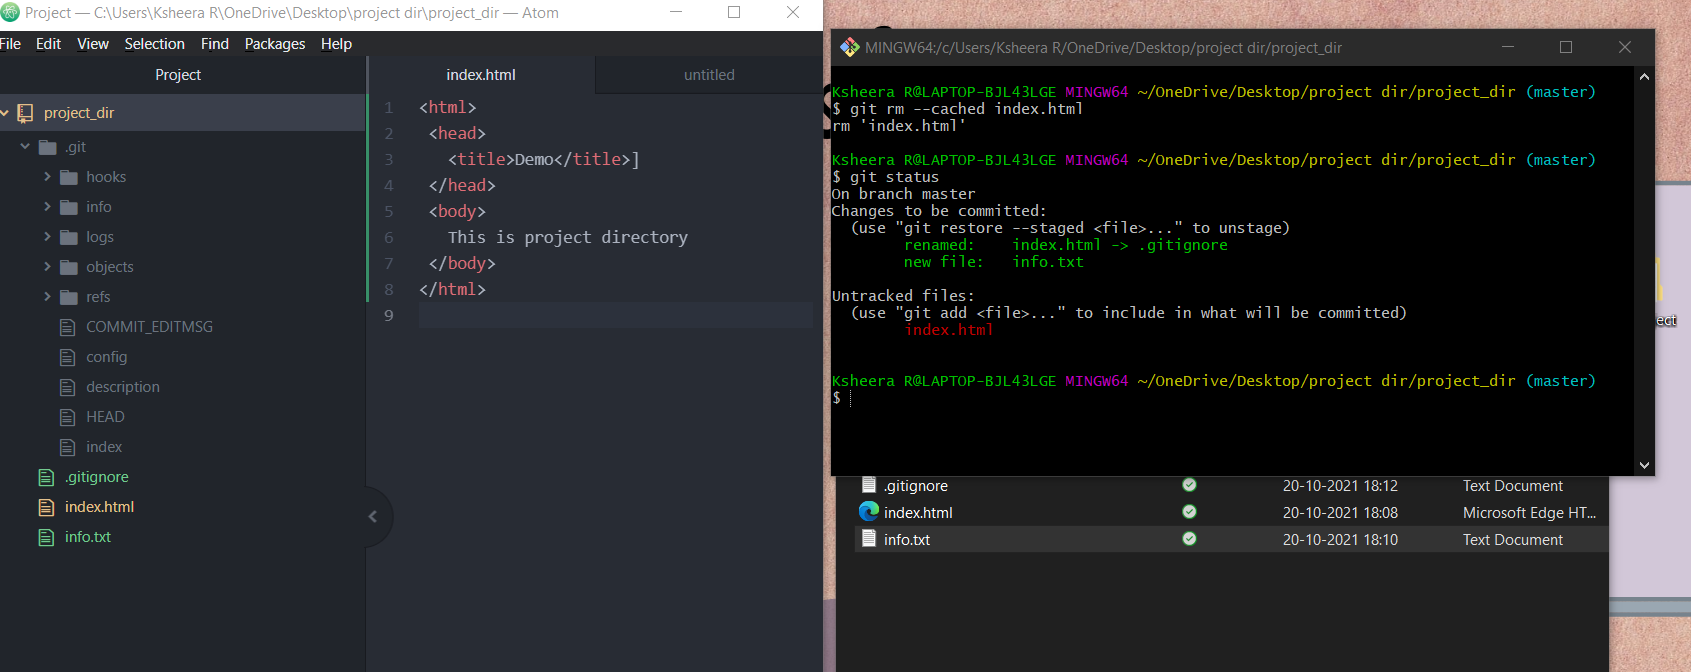 Project — C:\Users\Ksheera R\OneDrive\Desktop\project dir\project_dir — Atom
File Edit View Selection Find Packages Help
Project
project_dir
.git
hooks
info
logs
objects
refs
COMMIT_EDITMSG
config
description
HEAD
index
.gitignore
index.html
info.txt
index.html untitled
1 <html>
2 <head>
3 <title>Demo</title>]
4 </head>
5 <body>
6 This is project directory
7 </body>
8 </html>
9
MINGW64:/c/Users/Ksheera R/OneDrive/Desktop/project dir/project_dir
Ksheera R@LAPTOP-BJL43LGE MINGW64 ~/OneDrive/Desktop/project dir/project_dir (master)
$ git rm --cached index.html
rm 'index.html'
Ksheera R@LAPTOP-BJL43LGE MINGW64 ~/OneDrive/Desktop/project dir/project_dir (master)
$ git status
On branch master
Changes to be committed:
(use "git restore --staged <file>..." to unstage)
renamed: index.html -> .gitignore
new file: info.txt
Untracked files:
(use "git add <file>..." to include in what will be committed)
index.html
Ksheera R@LAPTOP-BJL43LGE MINGW64 ~/OneDrive/Desktop/project dir/project_dir (master)
$
.gitignore 20-10-2021 18:12 Text Document
index.html 20-10-2021 18:08 Microsoft Edge HT...
info.txt 20-10-2021 18:10 Text Document
ect